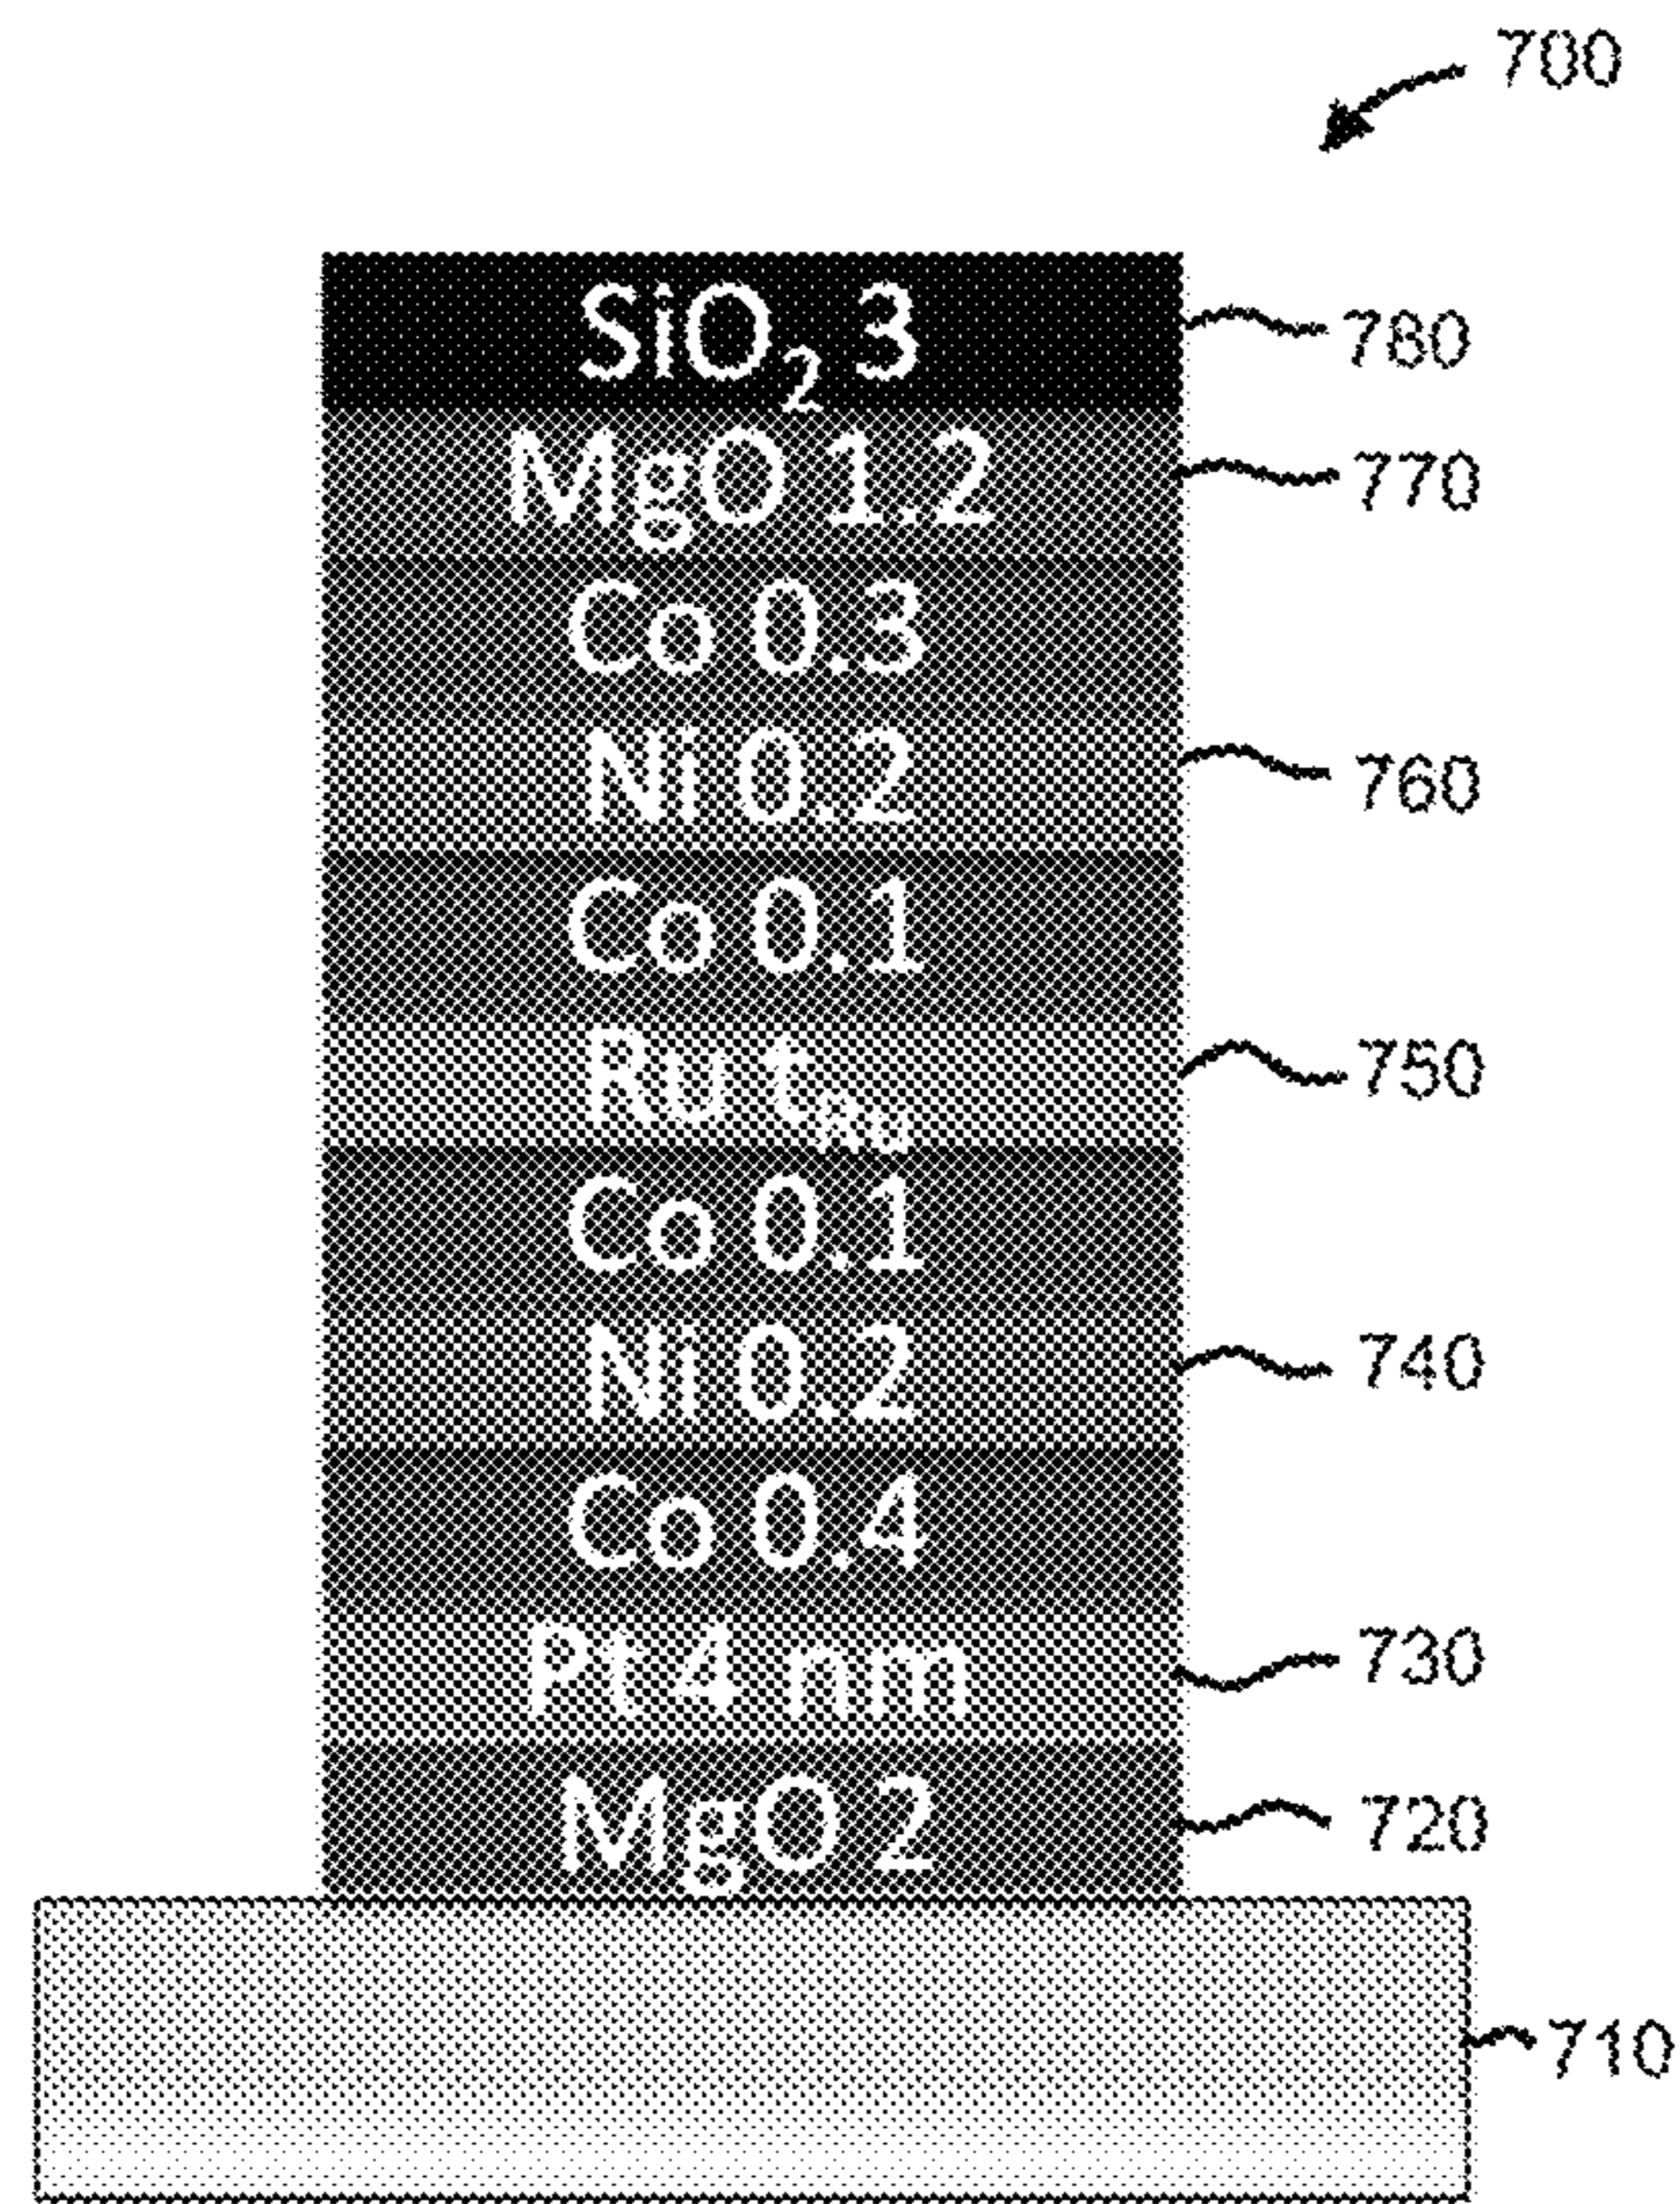 700
SiO₂ 3 780
MgO 1.2 770
Co 0.3
Ni 0.2 760
Co 0.1
Ru t_Ru 750
Co 0.1
Ni 0.2 740
Co 0.4
Pt 4 nm 730
MgO 2 720
710